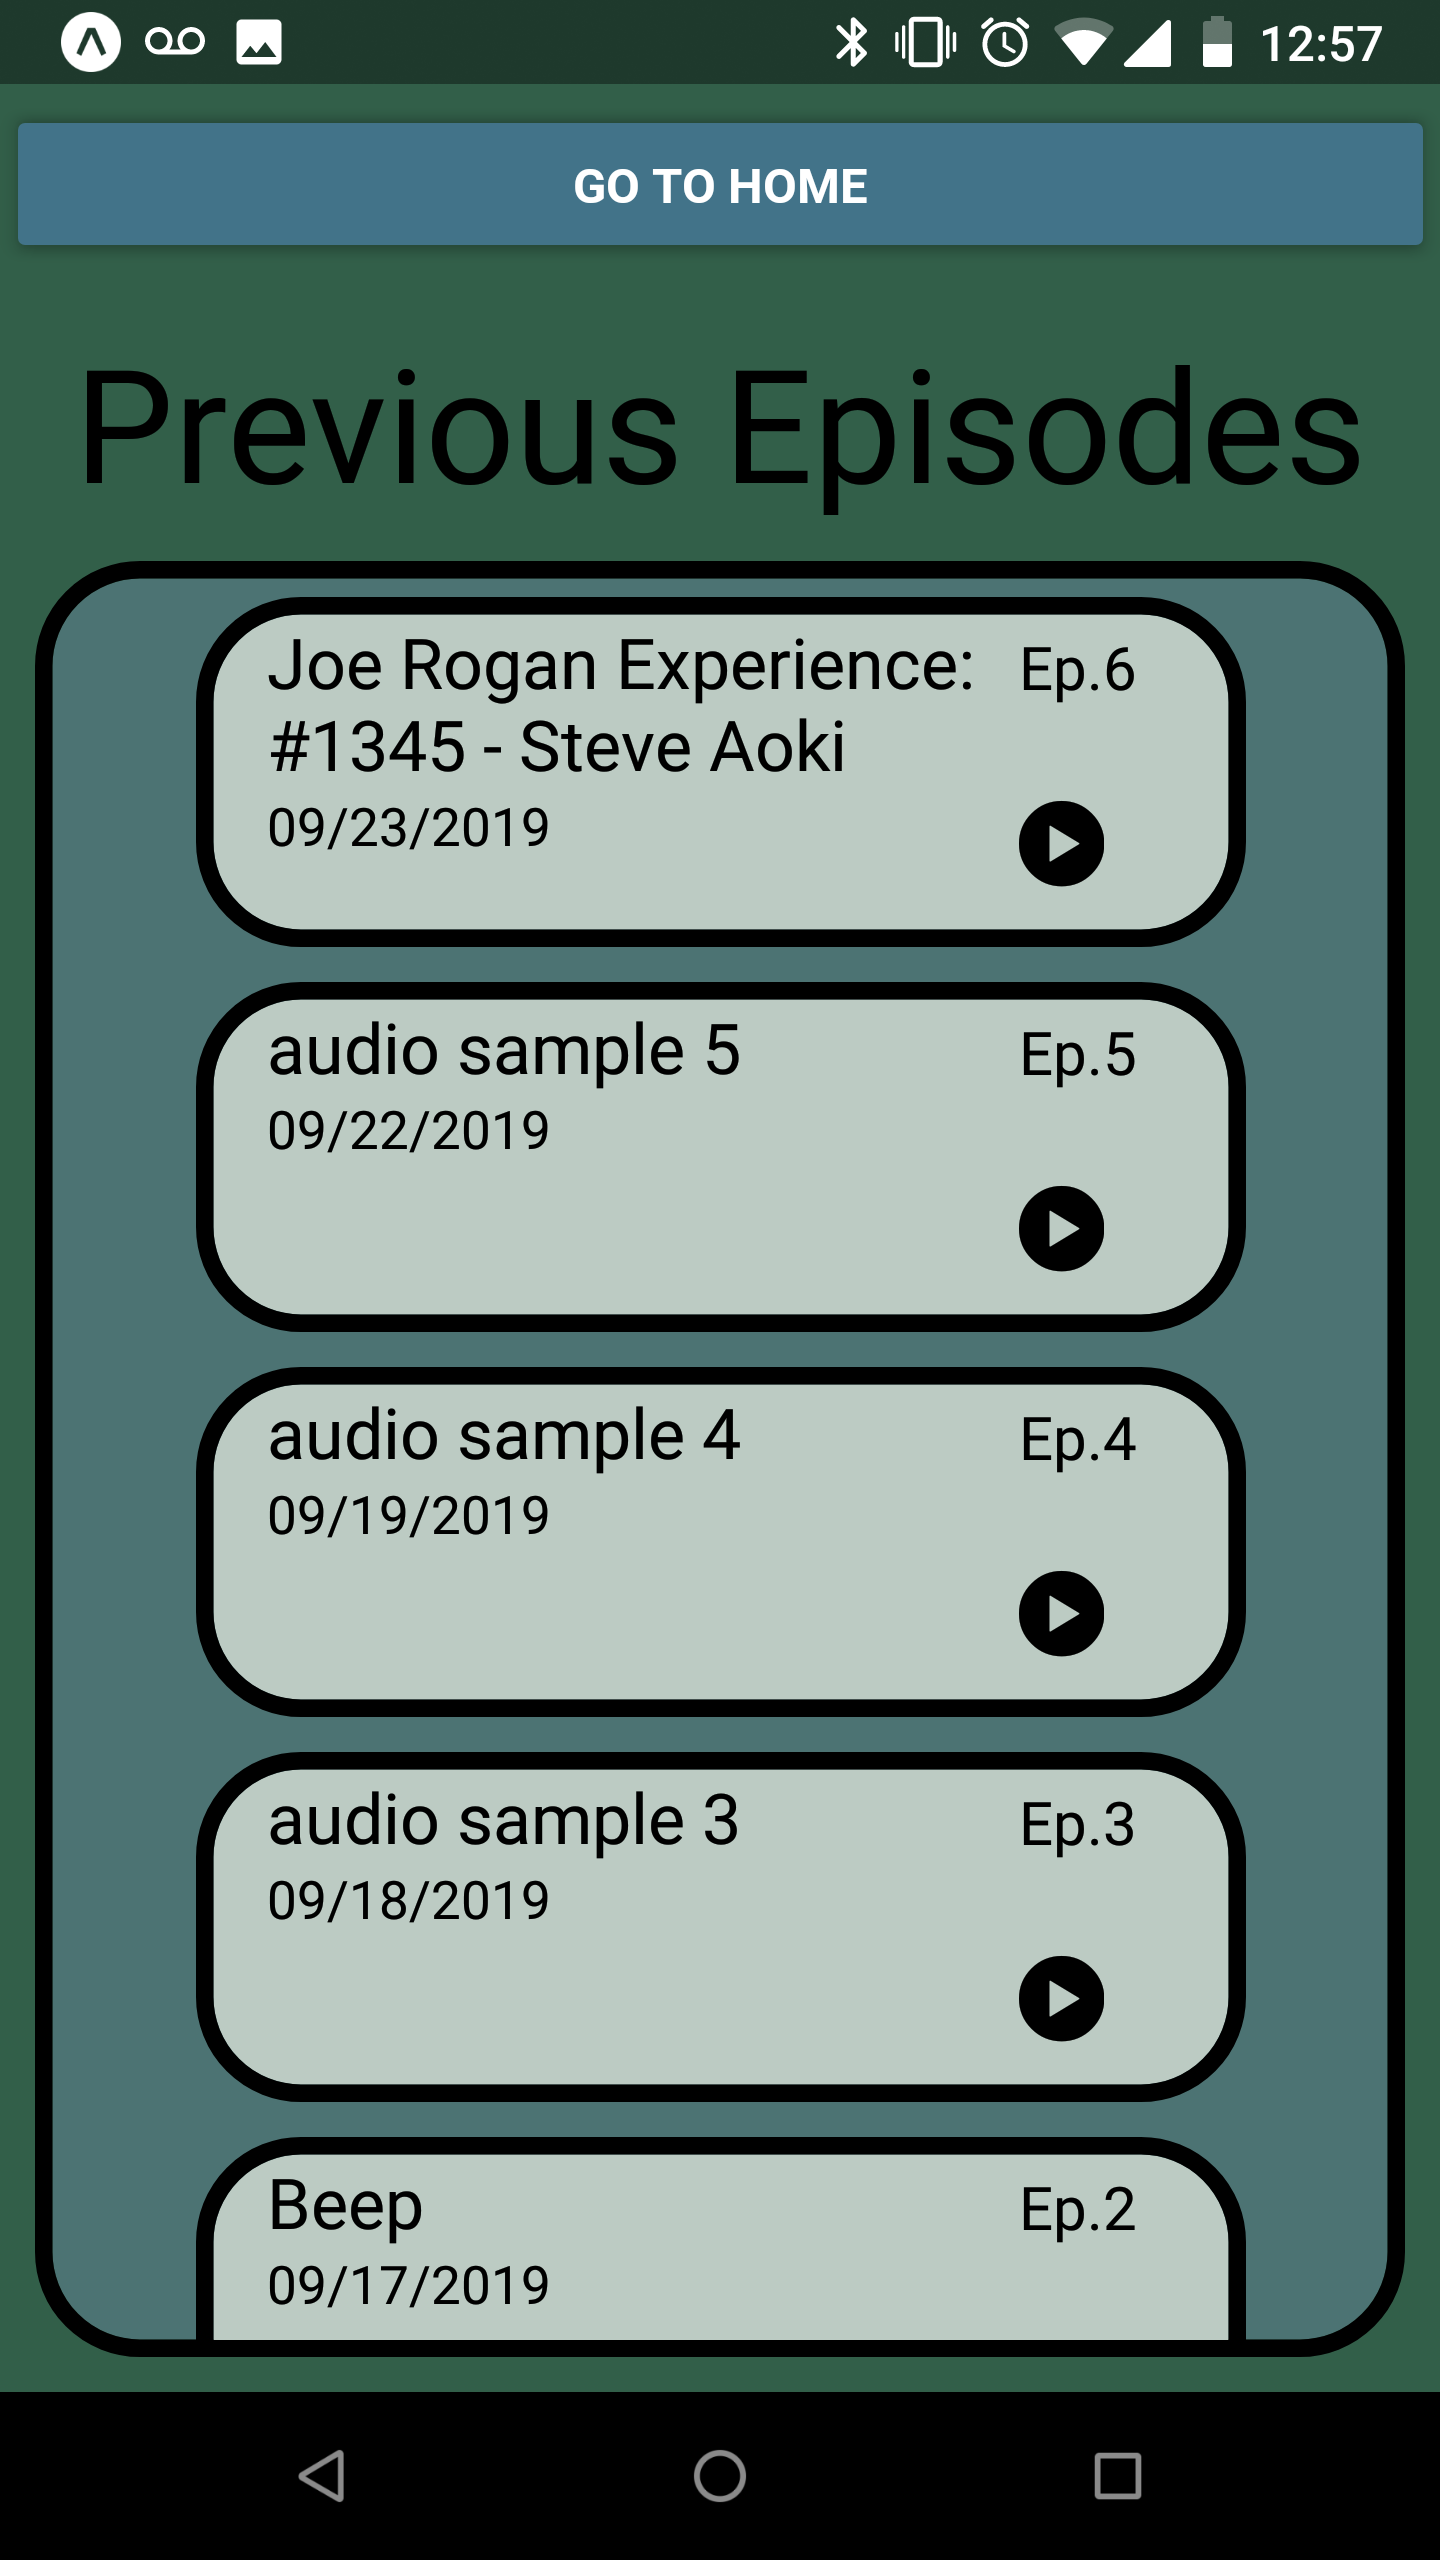 12:57
GO TO HOME
Previous Episodes
Joe Rogan Experience: Ep.6
#1345 - Steve Aoki
09/23/2019
audio sample 5 Ep.5
09/22/2019
audio sample 4 Ep.4
09/19/2019
audio sample 3 Ep.3
09/18/2019
Beep Ep.2
09/17/2019